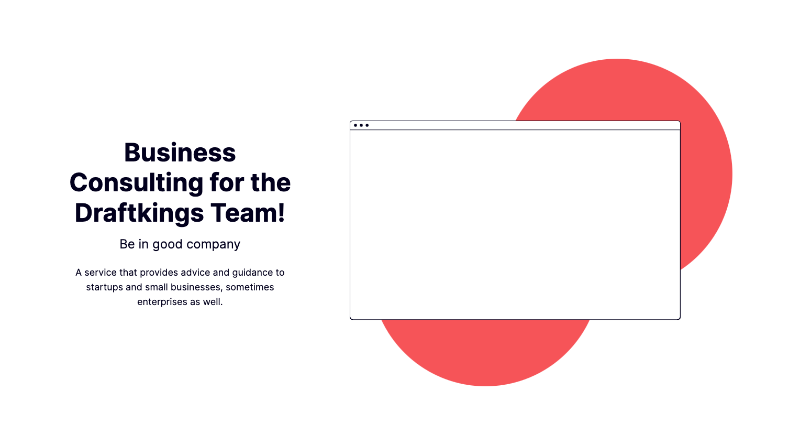 Business
Consulting for the
Draftkings Team!
Be in good company
A service that provides advice and guidance to
startups and small businesses, sometimes
enterprises as well.